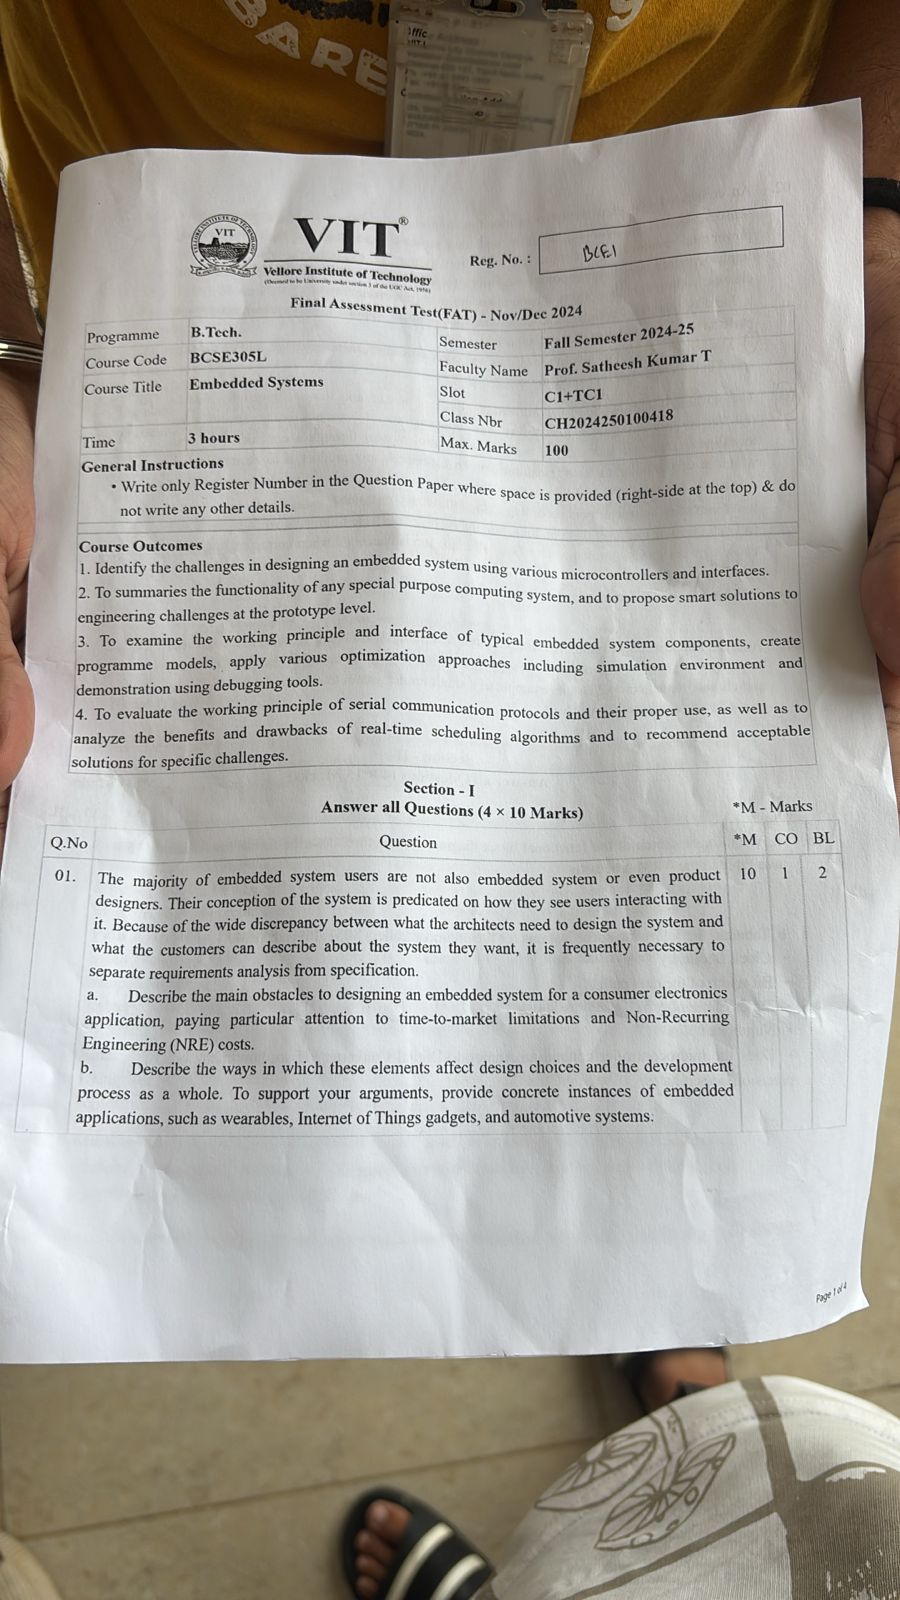 BARE
VIT
VIT®
Vellore Institute of Technology
(Deemed to be University under section 3 of the UGC Act, 1956)
Reg. No. :
BCE1
Final Assessment Test(FAT) - Nov/Dec 2024
Programme B.Tech. Semester Fall Semester 2024-25
Course Code BCSE305L Faculty Name Prof. Satheesh Kumar T
Course Title Embedded Systems Slot C1+TC1
Class Nbr CH2024250100418
Time 3 hours Max. Marks 100
General Instructions
• Write only Register Number in the Question Paper where space is provided (right-side at the top) & do
not write any other details.
Course Outcomes
1. Identify the challenges in designing an embedded system using various microcontrollers and interfaces.
2. To summaries the functionality of any special purpose computing system, and to propose smart solutions to
engineering challenges at the prototype level.
3. To examine the working principle and interface of typical embedded system components, create
programme models, apply various optimization approaches including simulation environment and
demonstration using debugging tools.
4. To evaluate the working principle of serial communication protocols and their proper use, as well as to
analyze the benefits and drawbacks of real-time scheduling algorithms and to recommend acceptable
solutions for specific challenges.
Section - I
Answer all Questions (4 × 10 Marks)
*M - Marks
Q.No Question *M CO BL
01. The majority of embedded system users are not also embedded system or even product 10 1 2
designers. Their conception of the system is predicated on how they see users interacting with
it. Because of the wide discrepancy between what the architects need to design the system and
what the customers can describe about the system they want, it is frequently necessary to
separate requirements analysis from specification.
a. Describe the main obstacles to designing an embedded system for a consumer electronics
application, paying particular attention to time-to-market limitations and Non-Recurring
Engineering (NRE) costs.
b. Describe the ways in which these elements affect design choices and the development
process as a whole. To support your arguments, provide concrete instances of embedded
applications, such as wearables, Internet of Things gadgets, and automotive systems.
Page 1 of 4